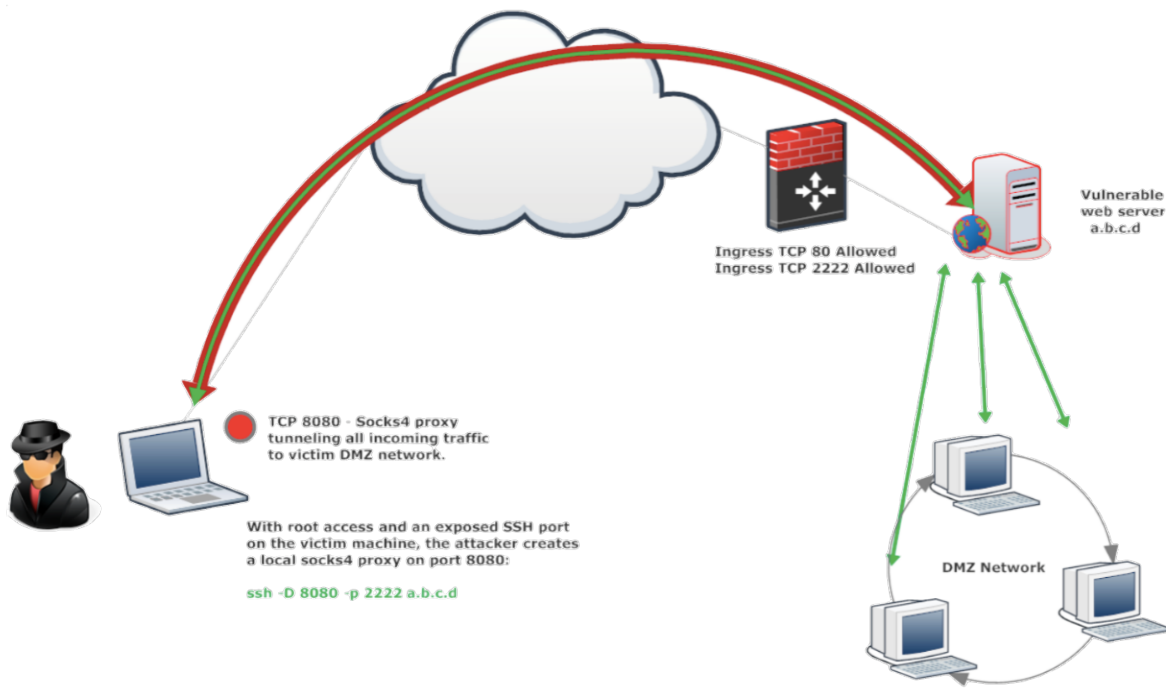 Vulnerable
web server
a.b.c.d
Ingress TCP 80 Allowed
Ingress TCP 2222 Allowed
TCP 8080 - Socks4 proxy
tunneling all incoming traffic
to victim DMZ network.
With root access and an exposed SSH port
on the victim machine, the attacker creates
a local socks4 proxy on port 8080:
ssh -D 8080 -p 2222 a.b.c.d
DMZ Network